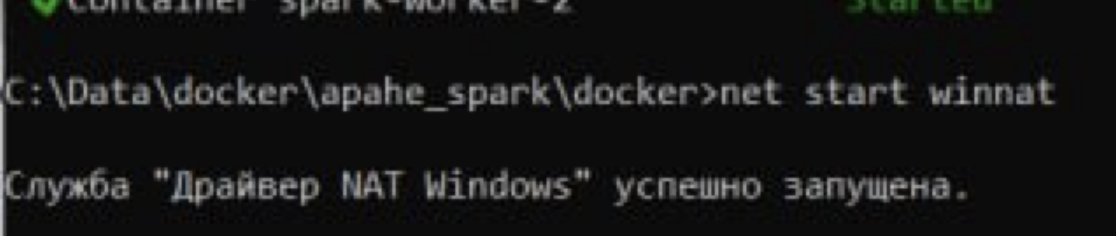 ✔Container spark-worker-2 Started
C:\Data\docker\apahe_spark\docker>net start winnat
Служба "Драйвер NAT Windows" успешно запущена.